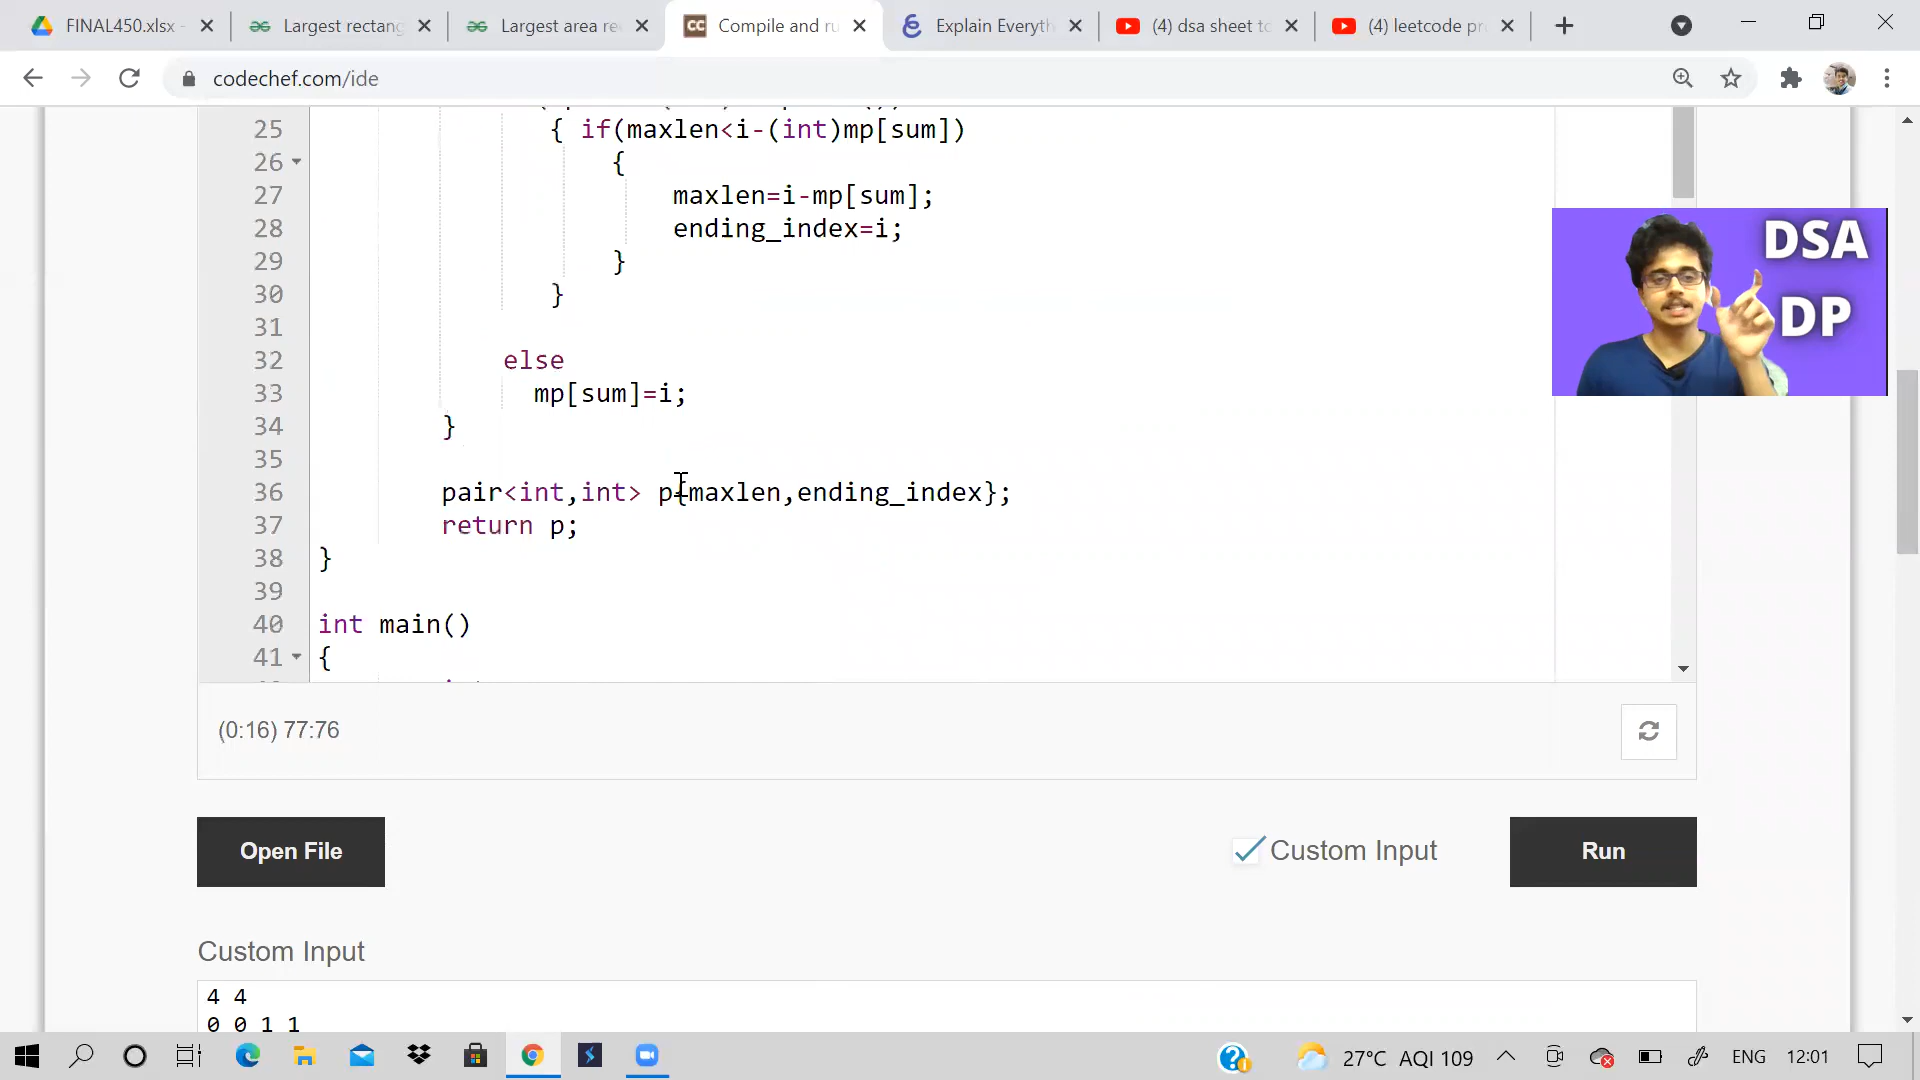 FINAL450.xlsx -
Largest rectang
Largest area re
Compile and ru
Explain Everyth
(4) dsa sheet to
(4) leetcode pr
codechef.com/ide
25 { if(maxlen<i-(int)mp[sum])
26 {
27 maxlen=i-mp[sum];
28 ending_index=i;
29 }
30 }
31
32 else
33 mp[sum]=i;
34 }
35
36 pair<int,int> p{maxlen,ending_index};
37 return p;
38 }
39
40 int main()
41 {
DSA
DP
(0:16) 77:76
Open File
Custom Input
Run
Custom Input
4 4
0 0 1 1
27°C AQI 109
ENG
12:01